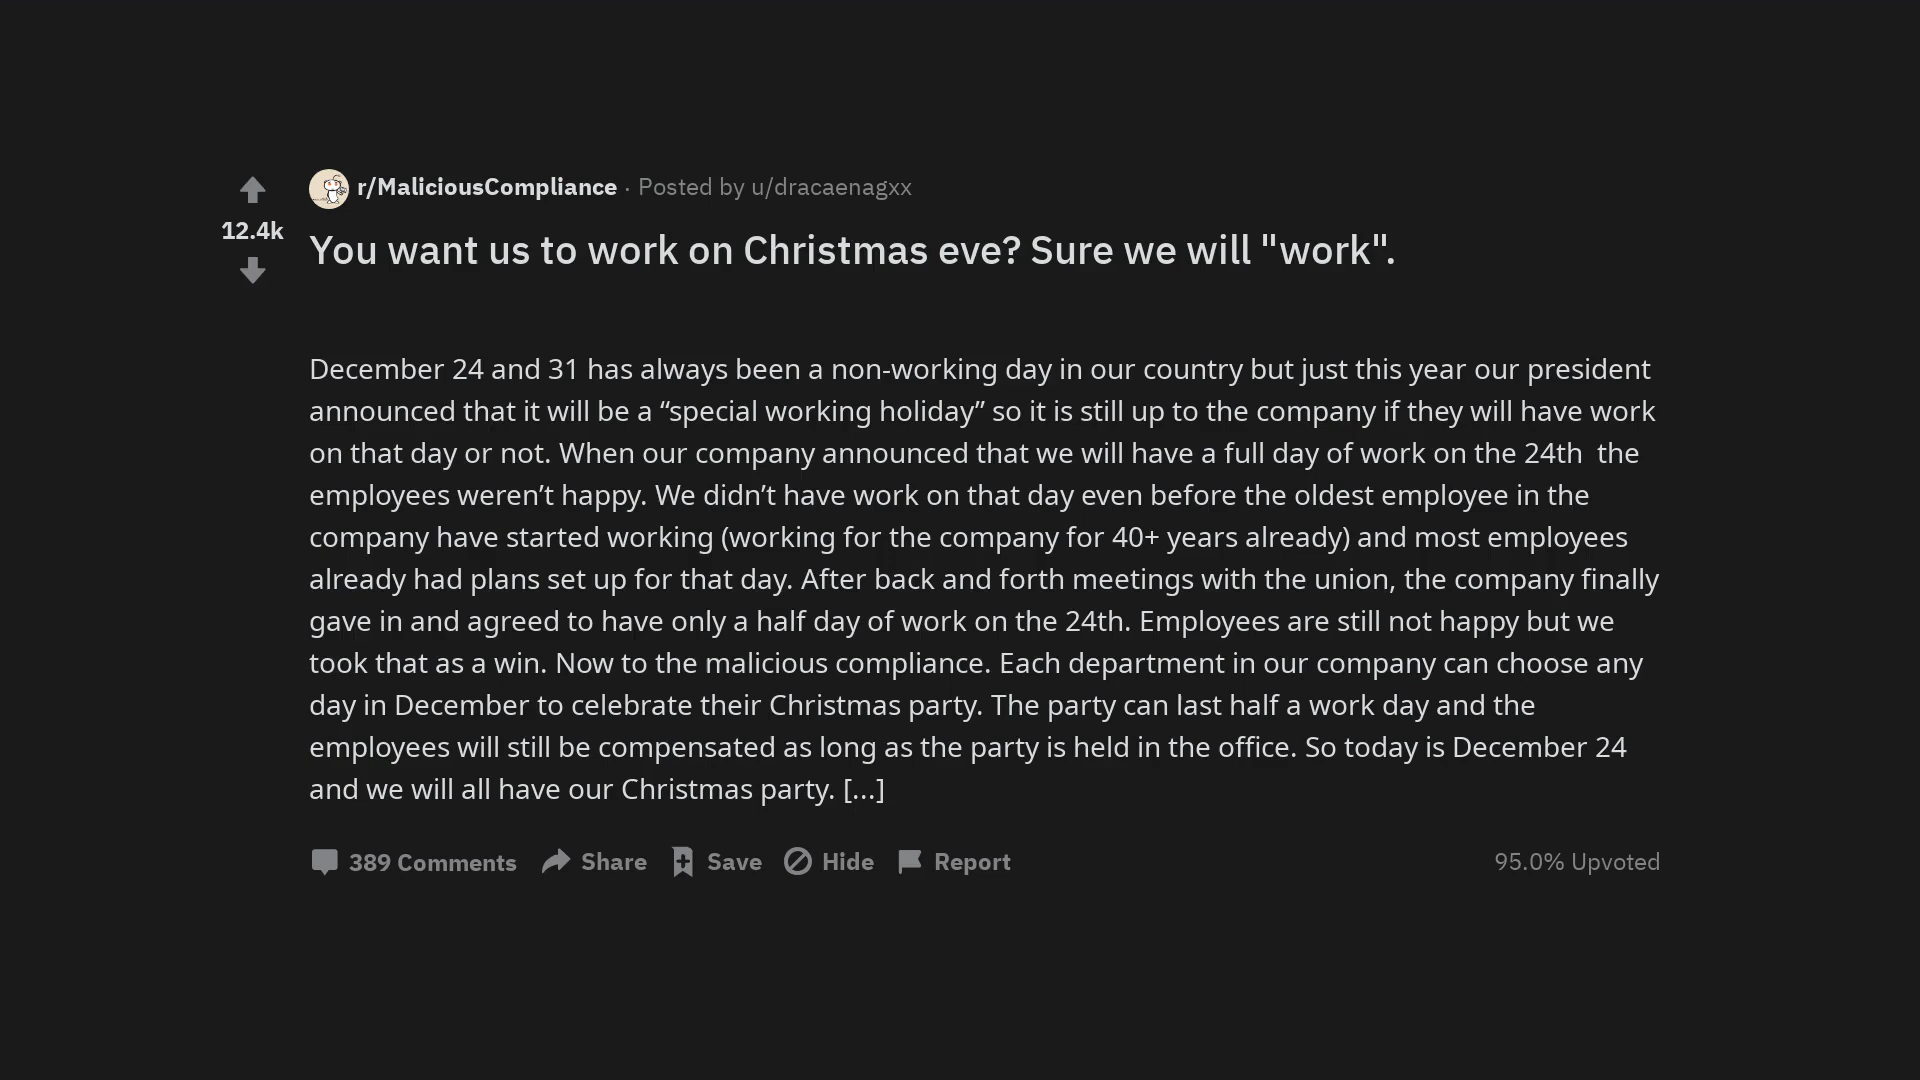 r/MaliciousCompliance · Posted by u/dracaenagxx
12.4k
You want us to work on Christmas eve? Sure we will "work".
December 24 and 31 has always been a non-working day in our country but just this year our president
announced that it will be a “special working holiday” so it is still up to the company if they will have work
on that day or not. When our company announced that we will have a full day of work on the 24th  the
employees weren’t happy. We didn’t have work on that day even before the oldest employee in the
company have started working (working for the company for 40+ years already) and most employees
already had plans set up for that day. After back and forth meetings with the union, the company finally
gave in and agreed to have only a half day of work on the 24th. Employees are still not happy but we
took that as a win. Now to the malicious compliance. Each department in our company can choose any
day in December to celebrate their Christmas party. The party can last half a work day and the
employees will still be compensated as long as the party is held in the office. So today is December 24
and we will all have our Christmas party. [...]
389 Comments Share Save Hide Report 95.0% Upvoted